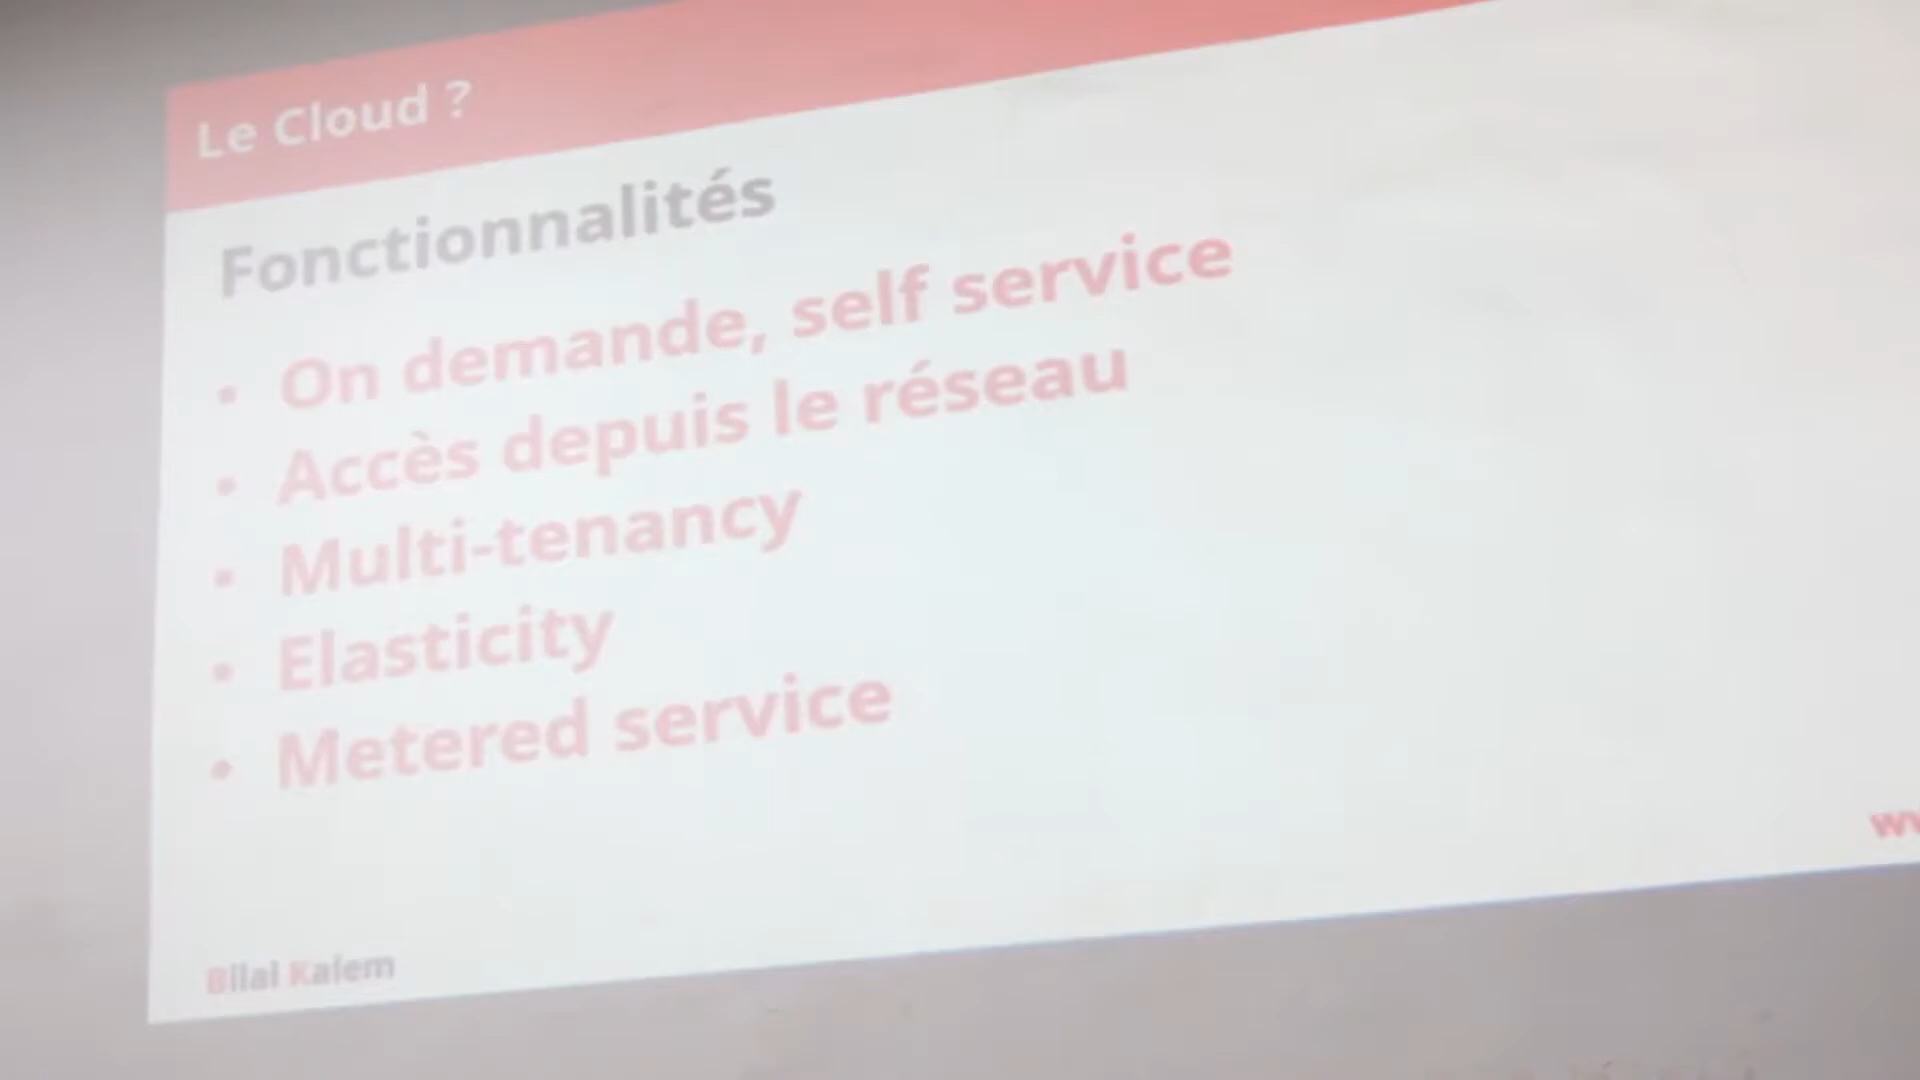 Le Cloud ?
Fonctionnalités
• On demande, self service
• Accès depuis le réseau
• Multi-tenancy
• Elasticity
• Metered service
Bilal Kalem